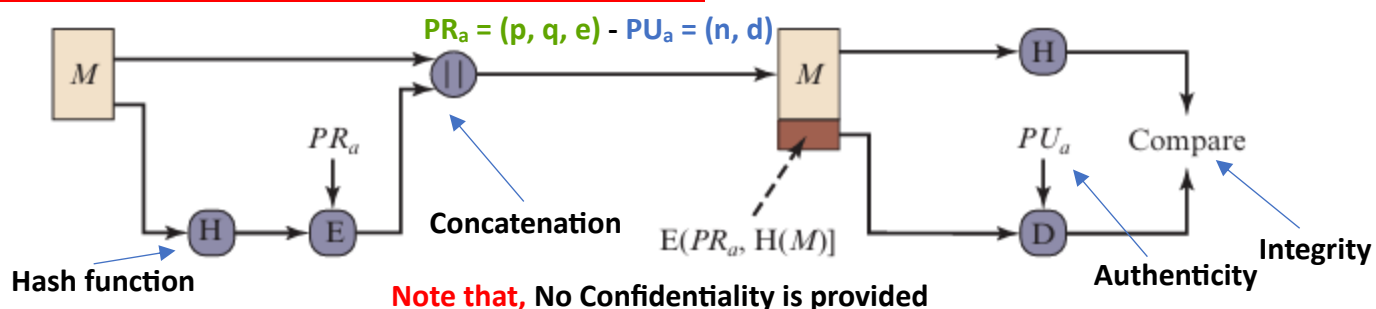 PRₐ = (p, q, e) - PUₐ = (n, d)
M
||
M
H
PRₐ
PUₐ
Compare
H
E
Concatenation
E(PRₐ, H(M)]
D
Integrity
Hash function
Authenticity
Note that, No Confidentiality is provided